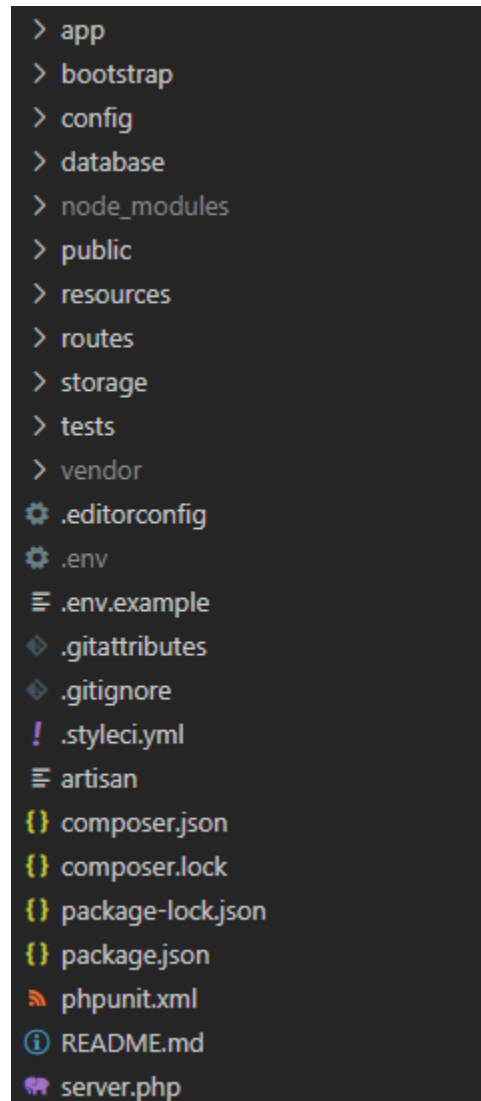 app
bootstrap
config
database
node_modules
public
resources
routes
storage
tests
vendor
.editorconfig
.env
.env.example
.gitattributes
.gitignore
.styleci.yml
artisan
composer.json
composer.lock
package-lock.json
package.json
phpunit.xml
README.md
server.php